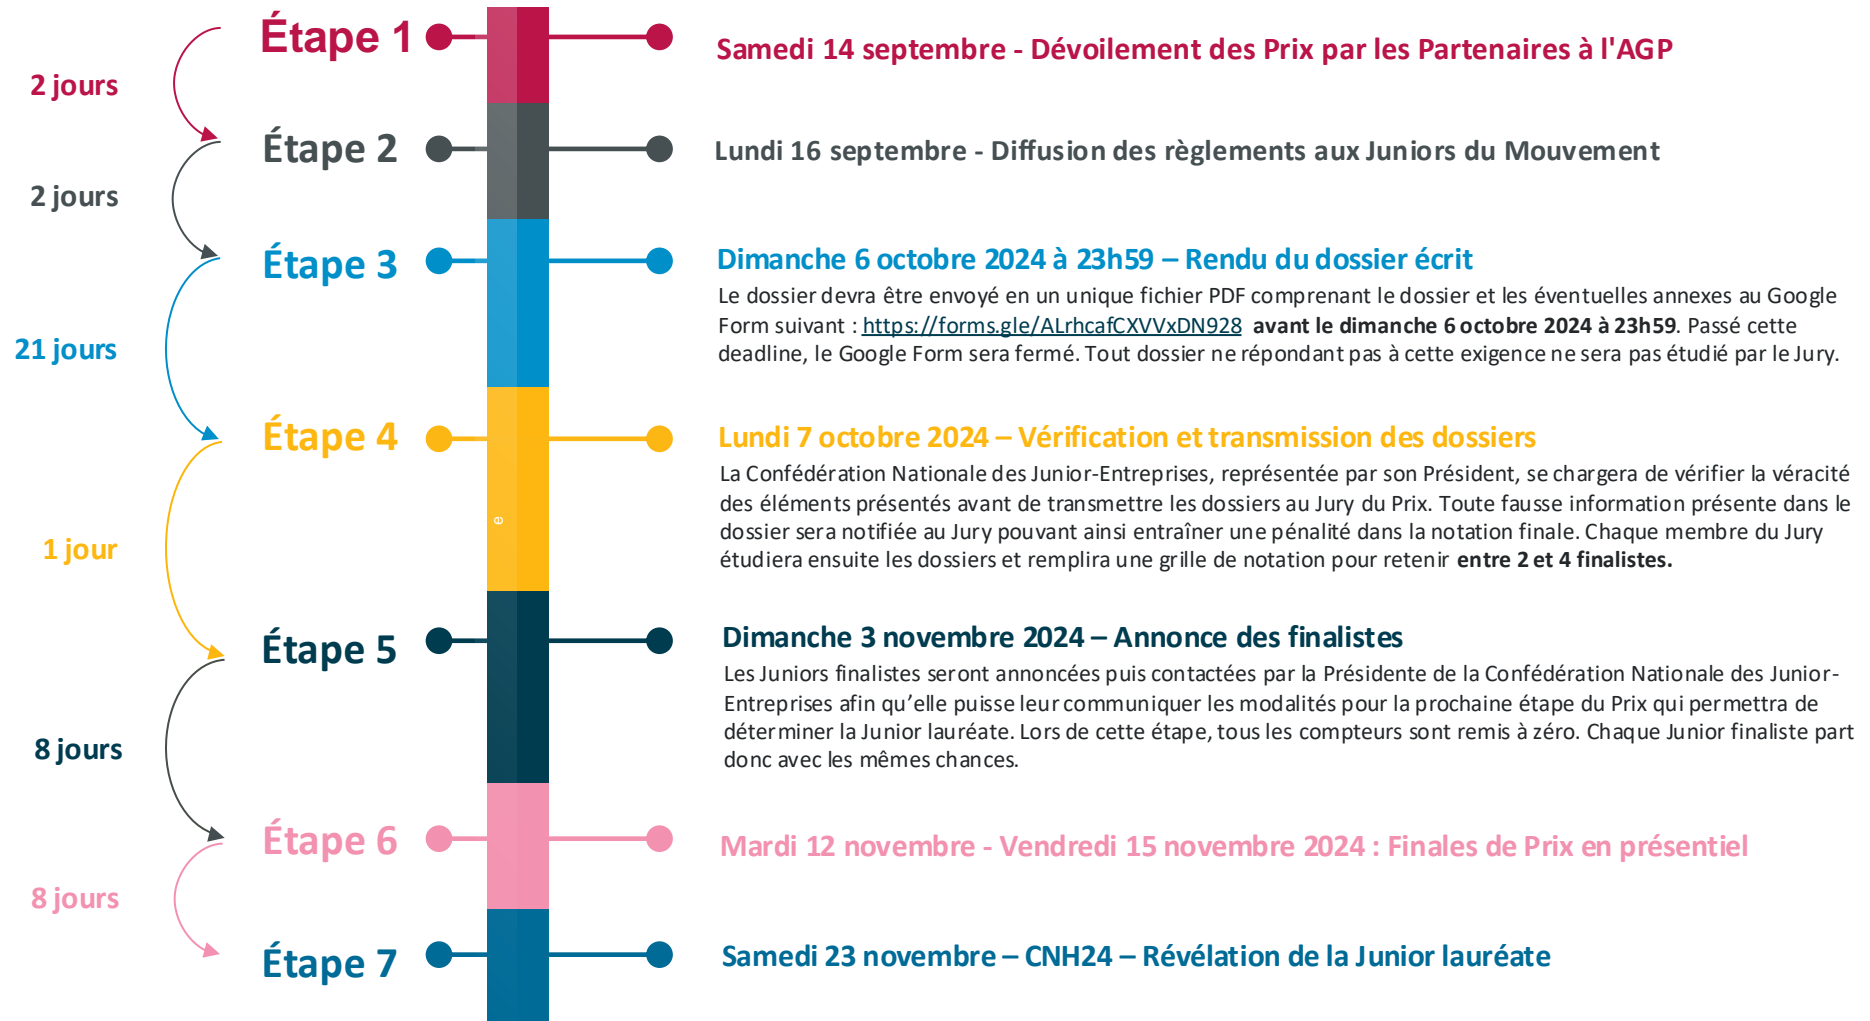 Étape 1
Samedi 14 septembre - Dévoilement des Prix par les Partenaires à l'AGP
2 jours
Étape 2
Lundi 16 septembre - Diffusion des règlements aux Juniors du Mouvement
2 jours
Étape 3
Dimanche 6 octobre 2024 à 23h59 – Rendu du dossier écrit
Le dossier devra être envoyé en un unique fichier PDF comprenant le dossier et les éventuelles annexes au Google
Form suivant : https://forms.gle/ALrhcafCXVVxDN928 avant le dimanche 6 octobre 2024 à 23h59. Passé cette
deadline, le Google Form sera fermé. Tout dossier ne répondant pas à cette exigence ne sera pas étudié par le Jury.
21 jours
Étape 4
Lundi 7 octobre 2024 – Vérification et transmission des dossiers
La Confédération Nationale des Junior-Entreprises, représentée par son Président, se chargera de vérifier la véracité
des éléments présentés avant de transmettre les dossiers au Jury du Prix. Toute fausse information présente dans le
dossier sera notifiée au Jury pouvant ainsi entraîner une pénalité dans la notation finale. Chaque membre du Jury
étudiera ensuite les dossiers et remplira une grille de notation pour retenir entre 2 et 4 finalistes.
e
1 jour
Étape 5
Dimanche 3 novembre 2024 – Annonce des finalistes
Les Juniors finalistes seront annoncées puis contactées par la Présidente de la Confédération Nationale des Junior-
Entreprises afin qu’elle puisse leur communiquer les modalités pour la prochaine étape du Prix qui permettra de
déterminer la Junior lauréate. Lors de cette étape, tous les compteurs sont remis à zéro. Chaque Junior finaliste part
donc avec les mêmes chances.
8 jours
Étape 6
Mardi 12 novembre - Vendredi 15 novembre 2024 : Finales de Prix en présentiel
8 jours
Étape 7
Samedi 23 novembre – CNH24 – Révélation de la Junior lauréate